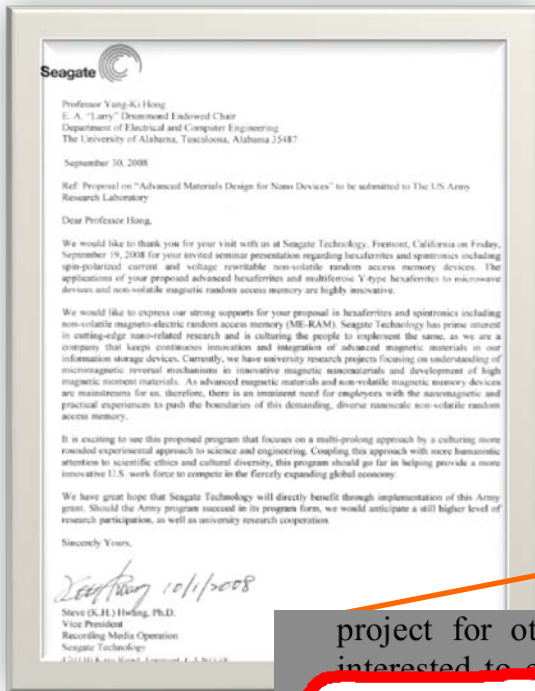 Seagate
Professor Yang-Ki Hong
E. A. "Larry" Drummond Endowed Chair
Department of Electrical and Computer Engineering
The University of Alabama, Tuscaloosa, Alabama 35487
September 30, 2008
Ref: Proposal on "Advanced Materials Design for Nano Devices" to be submitted to The US Army
Research Laboratory
Dear Professor Hong,
We would like to thank you for your visit with us at Seagate Technology, Fremont, California on Friday,
September 19, 2008 for your invited seminar presentation regarding hexaferrites and spintronics including
spin-polarized current and voltage rewritable non-volatile random access memory devices. The
applications of your proposed advanced hexaferrites and multiferroe Y-type hexaferrites to microwave
devices and non-volatile magnetic random access memory are highly innovative.
We would like to express our strong supports for your proposal in hexaferrites and spintronics including
non-volatile magneto-electric random access memory (ME-RAM). Seagate Technology has prime interest
in cutting-edge nano-related research and is culturing the people to implement the same, as we are a
company that keeps continuous innovation and integration of advanced magnetic materials in our
information storage devices. Currently, we have university research projects focusing on understanding of
micromagnetic reversal mechanisms in innovative magnetic nanomaterials and development of high
magnetic moment materials. As advanced magnetic materials and non-volatile magnetic memory devices
are mainstreams for us, therefore, there is an imminent need for employees with the nanomagnetic and
practical experiences to push the boundaries of this demanding, diverse nanoscale non-volatile random
access memory.
It is exciting to see this proposed program that focuses on a multi-prolong approach by a culturing more
rounded experimental approach to science and engineering. Coupling this approach with more humanistic
attention to scientific ethics and cultural diversity, this program should go far in helping provide a more
innovative U.S. work force to compete in the fiercely expanding global economy.
We have great hope that Seagate Technology will directly benefit through implementation of this Army
grant. Should the Army program succeed in its program form, we would anticipate a still higher level of
research participation, as well as university research cooperation.
Sincerely Yours,
10/1/2008
Steve (K.H.) Hwang, Ph.D.
Vice President
Recording Media Operation
Seagate Technology
project for
interested to